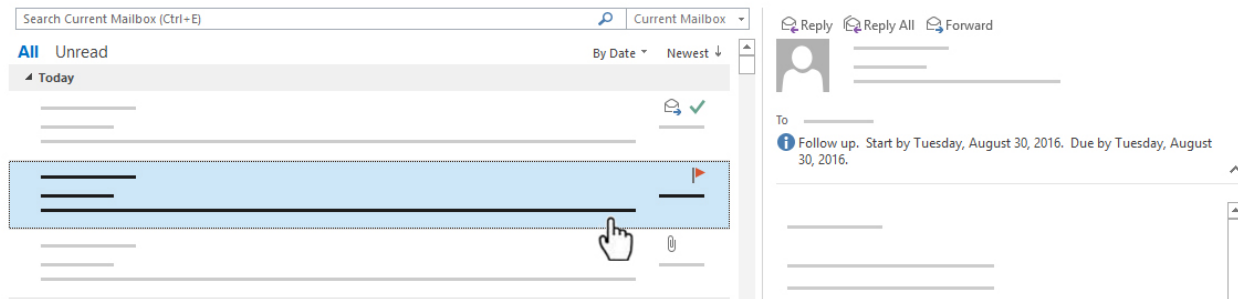 Search Current Mailbox (Ctrl+E)
Current Mailbox
All Unread
By Date Newest
Today
Reply Reply All Forward
To
Follow up. Start by Tuesday, August 30, 2016. Due by Tuesday, August
30, 2016.